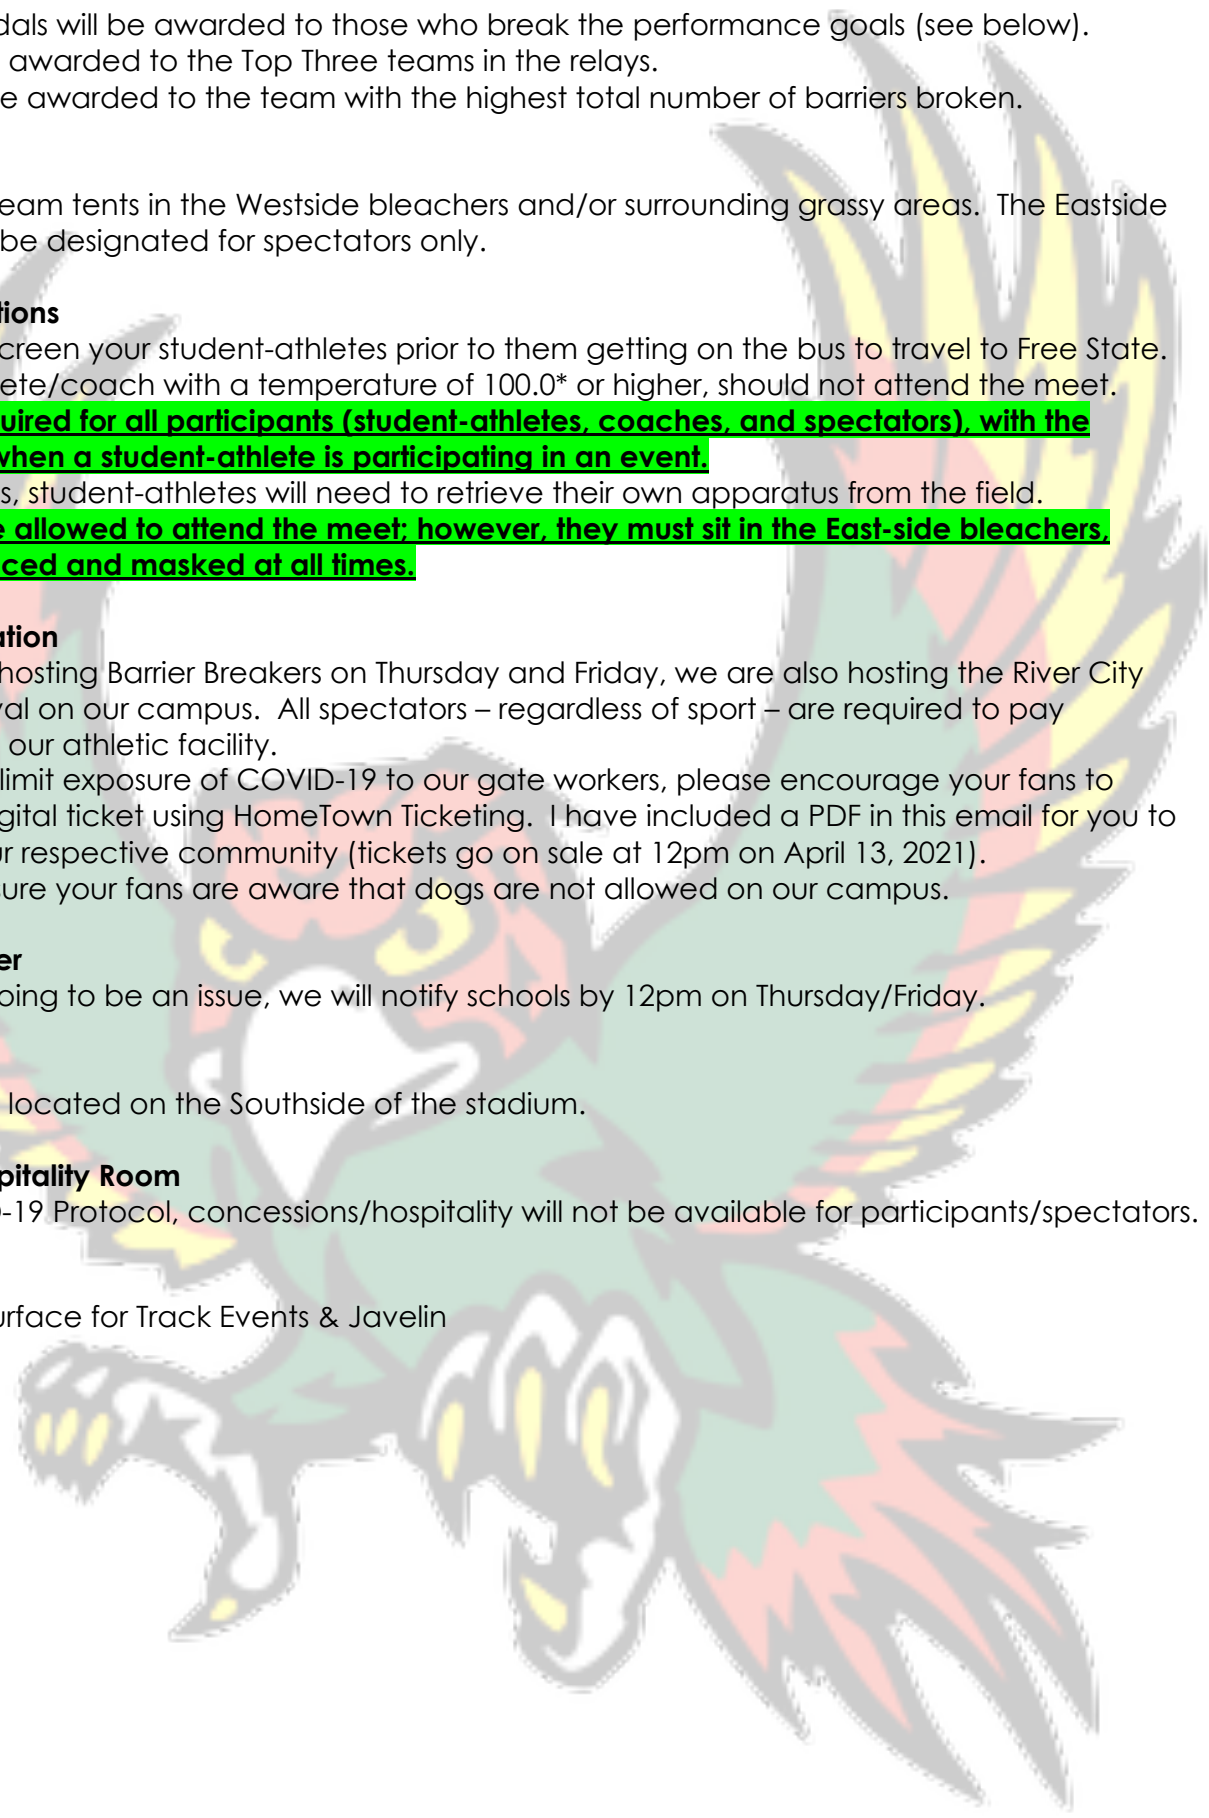 dals will be awarded to those who break the performance goals (see below).
awarded to the Top Three teams in the relays.
e awarded to the team with the highest total number of barriers broken.
eam tents in the Westside bleachers and/or surrounding grassy areas. The Eastside
be designated for spectators only.
tions
creen your student-athletes prior to them getting on the bus to travel to Free State.
ete/coach with a temperature of 100.0* or higher, should not attend the meet.
uired for all participants (student-athletes, coaches, and spectators), with the
when a student-athlete is participating in an event.
s, student-athletes will need to retrieve their own apparatus from the field.
e allowed to attend the meet; however, they must sit in the East-side bleachers,
ced and masked at all times.
ation
hosting Barrier Breakers on Thursday and Friday, we are also hosting the River City
val on our campus. All spectators – regardless of sport – are required to pay
our athletic facility.
limit exposure of COVID-19 to our gate workers, please encourage your fans to
gital ticket using HomeTown Ticketing. I have included a PDF in this email for you to
ur respective community (tickets go on sale at 12pm on April 13, 2021).
sure your fans are aware that dogs are not allowed on our campus.
er
oing to be an issue, we will notify schools by 12pm on Thursday/Friday.
located on the Southside of the stadium.
pitality Room
-19 Protocol, concessions/hospitality will not be available for participants/spectators.
urface for Track Events & Javelin